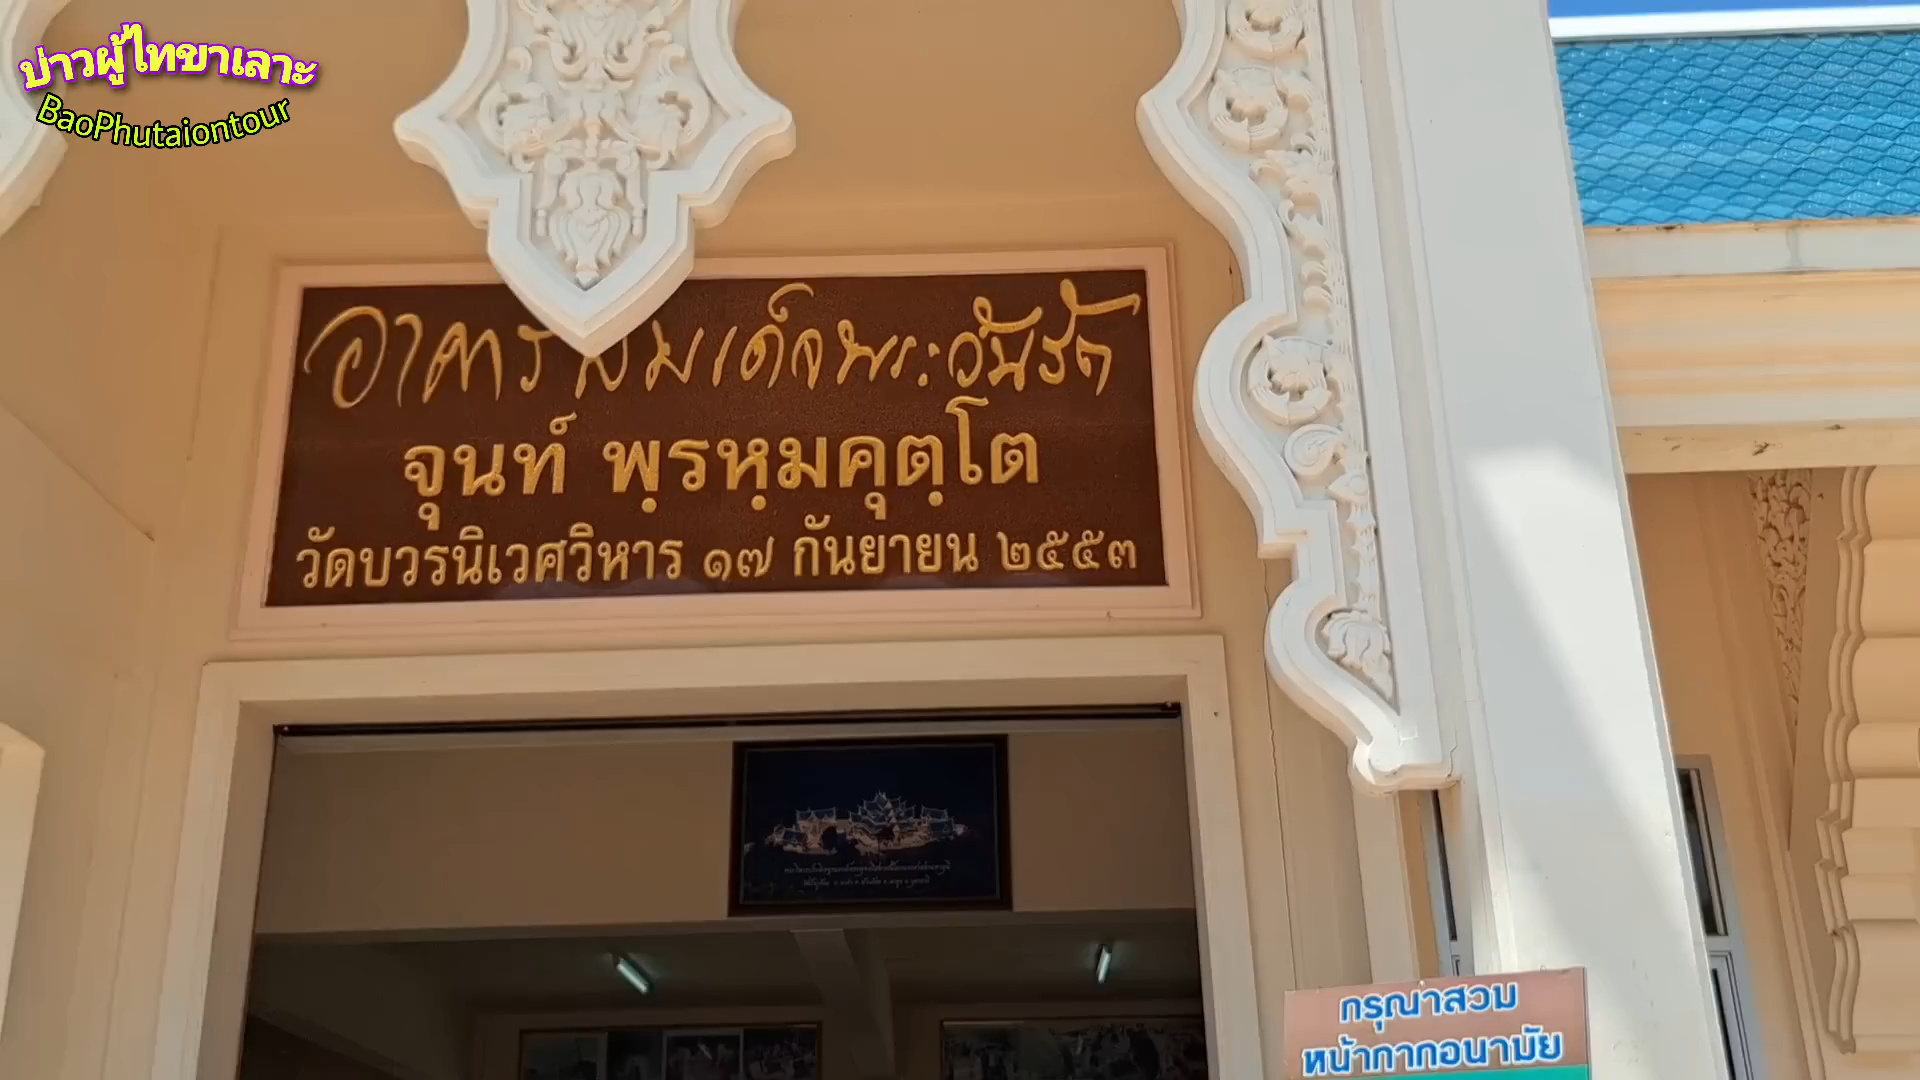 บ่าวผู้ไทขาเลาะ
BaoPhutaiontour
อาคารสมเด็จพระวันรัต
จุนท์ พฺรหฺมคุตฺโต
วัดบวรนิเวศวิหาร ๑๗ กันยายน ๒๕๕๓
กรุณาสวม
หน้ากากอนามัย